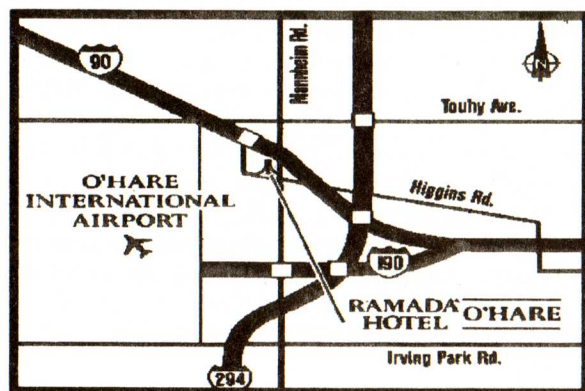 90
Mannheim Rd.
N
Touhy Ave.
O'HARE
INTERNATIONAL
AIRPORT
Higgins Rd.
190
RAMADA HOTEL O'HARE
Irving Park Rd.
294